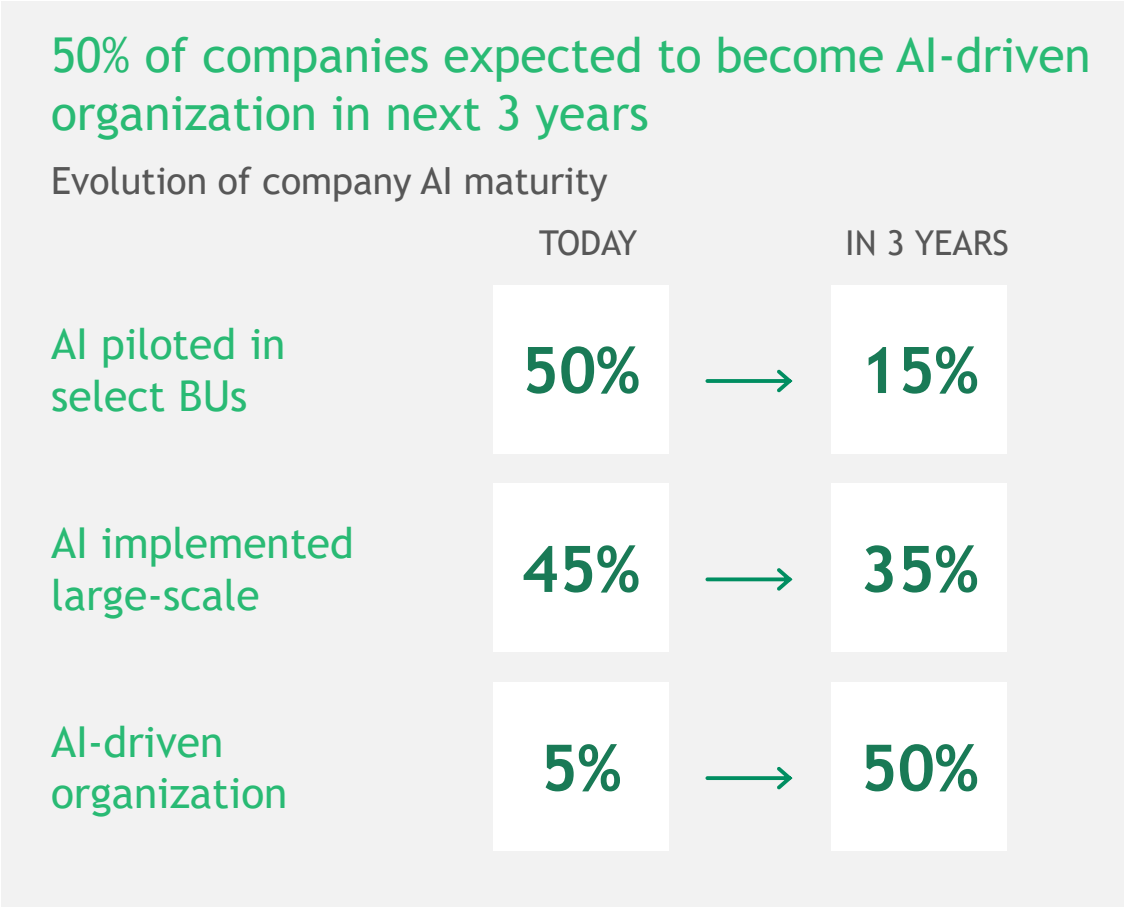 50% of companies expected to become AI-driven
organization in next 3 years
Evolution of company AI maturity
TODAY IN 3 YEARS
AI piloted in
select BUs
50% → 15%
AI implemented
large-scale
45% → 35%
AI-driven
organization
5% → 50%